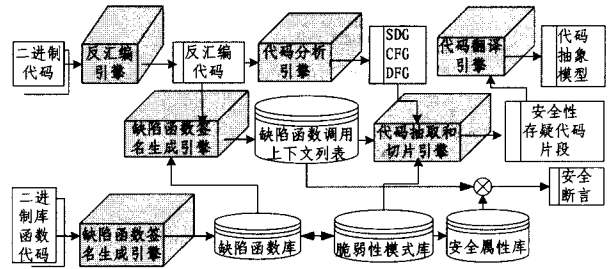 二进制
代码
反汇编
引擎
反汇编
代码
代码分析
引擎
SDG
CFG
DFG
代码翻译
引擎
代码
抽象
模型
缺陷函数签
名生成引擎
缺陷函数调用
上下文列表
代码抽取和
切片引擎
安全性
存疑代码
片段
安全
断言
二进
制库
函数
代码
缺陷函数签
名生成引擎
缺陷函数库
脆弱性模式库
安全属性库